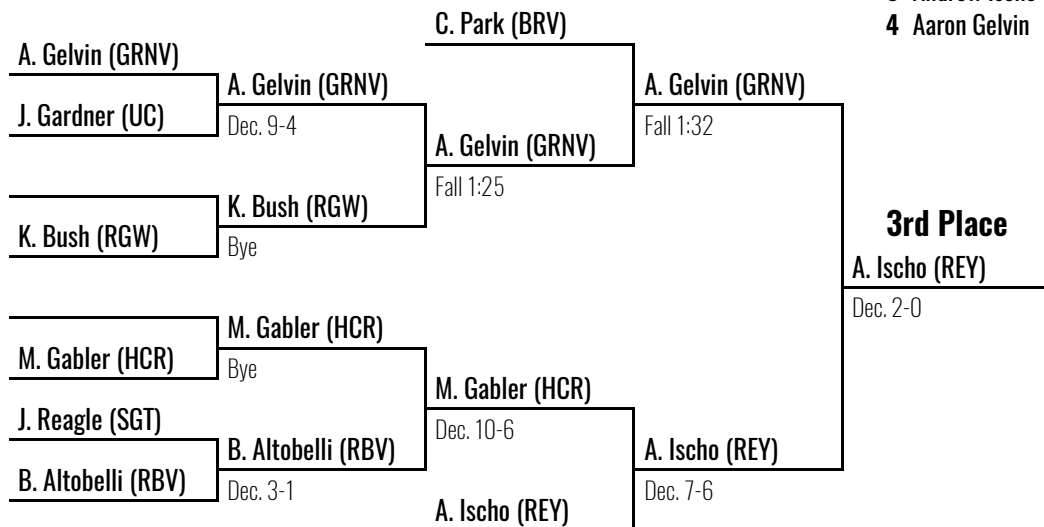 C. Park (BRV)
4 Aaron Gelvin
A. Gelvin (GRNV)
J. Gardner (UC)
A. Gelvin (GRNV)
Dec. 9-4
A. Gelvin (GRNV)
Fall 1:32
A. Gelvin (GRNV)
Fall 1:25
K. Bush (RGW)
K. Bush (RGW)
Bye
3rd Place
A. Ischo (REY)
Dec. 2-0
M. Gabler (HCR)
M. Gabler (HCR)
Bye
M. Gabler (HCR)
Dec. 10-6
J. Reagle (SGT)
B. Altobelli (RBV)
B. Altobelli (RBV)
Dec. 3-1
A. Ischo (REY)
Dec. 7-6
A. Ischo (REY)